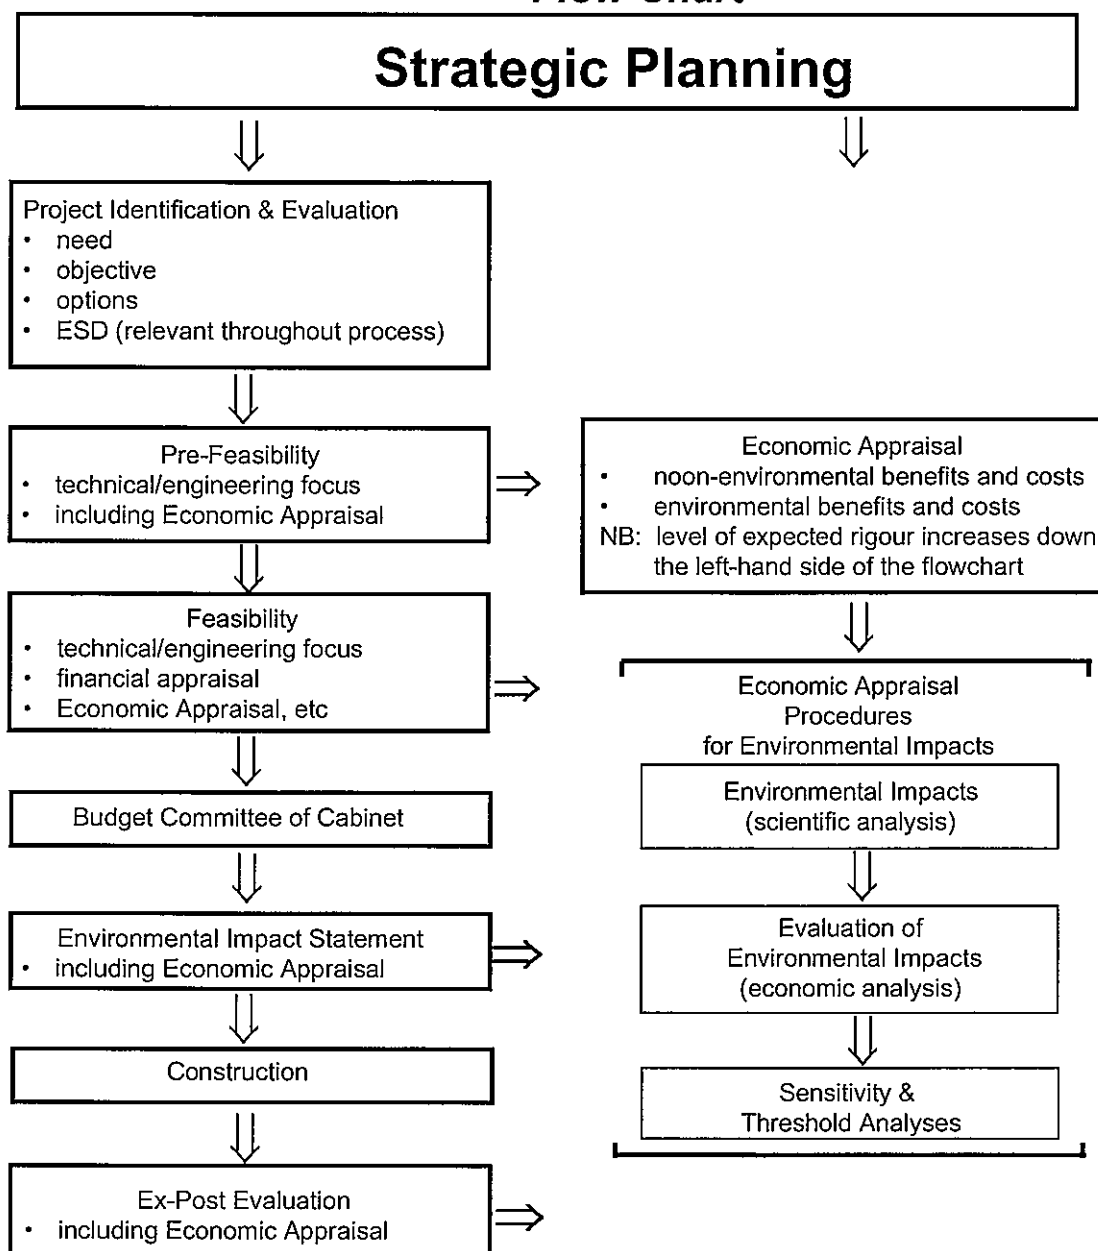 Flow Chart
Strategic Planning
Project Identification & Evaluation
• need
• objective
• options
• ESD (relevant throughout process)
Pre-Feasibility
• technical/engineering focus
• including Economic Appraisal
Feasibility
• technical/engineering focus
• financial appraisal
• Economic Appraisal, etc
Budget Committee of Cabinet
Environmental Impact Statement
• including Economic Appraisal
Construction
Ex-Post Evaluation
• including Economic Appraisal
Economic Appraisal
• noon-environmental benefits and costs
• environmental benefits and costs
NB: level of expected rigour increases down
the left-hand side of the flowchart
Economic Appraisal
Procedures
for Environmental Impacts
Environmental Impacts
(scientific analysis)
Evaluation of
Environmental Impacts
(economic analysis)
Sensitivity &
Threshold Analyses